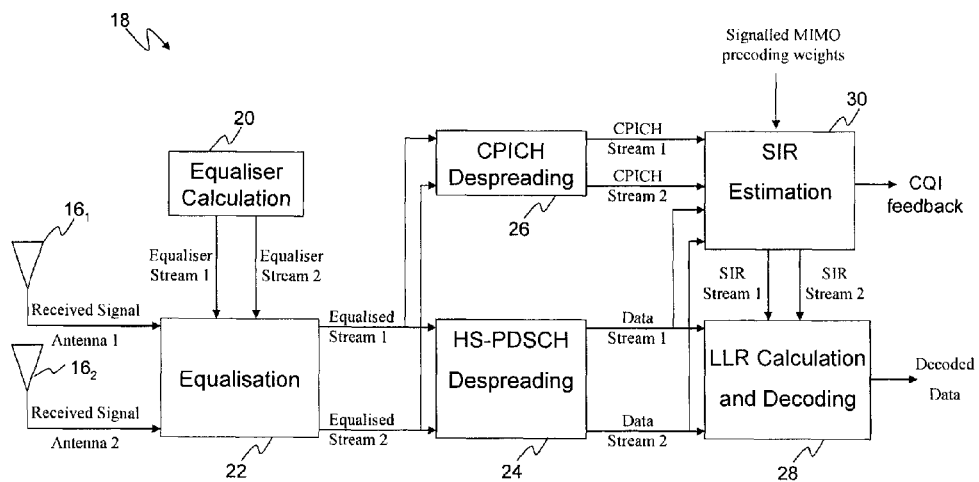 18
Signalled MIMO
precoding weights
20
Equaliser
Calculation
CPICH
Despreading
26
CPICH
Stream 1
CPICH
Stream 2
30
SIR
Estimation
CQI
feedback
16₁
Equaliser
Stream 1
Equaliser
Stream 2
SIR
Stream 1
SIR
Stream 2
Received Signal
Antenna 1
16₂
Received Signal
Antenna 2
Equalisation
22
Equalised
Stream 1
Equalised
Stream 2
HS-PDSCH
Despreading
24
Data
Stream 1
Data
Stream 2
LLR Calculation
and Decoding
28
Decoded
Data